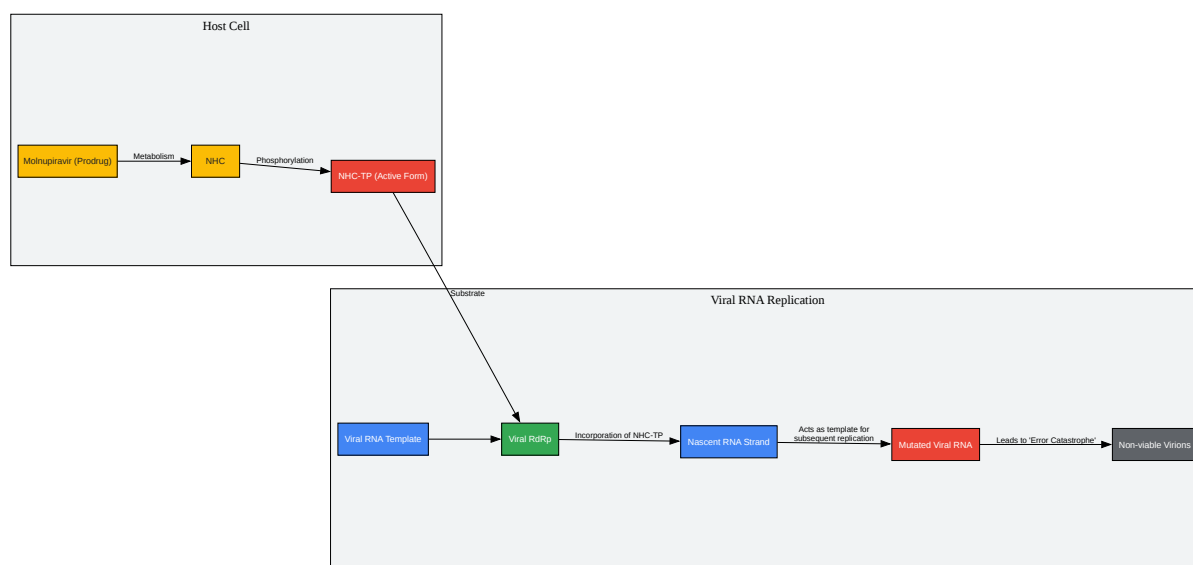 Host Cell
Molnupiravir (Prodrug)
Metabolism
NHC
Phosphorylation
NHC-TP (Active Form)
Substrate
Viral RNA Replication
Viral RNA Template
Viral RdRp
Incorporation of NHC-TP
Nascent RNA Strand
Acts as template for
subsequent replication
Mutated Viral RNA
Leads to 'Error Catastrophe'
Non-viable Virions